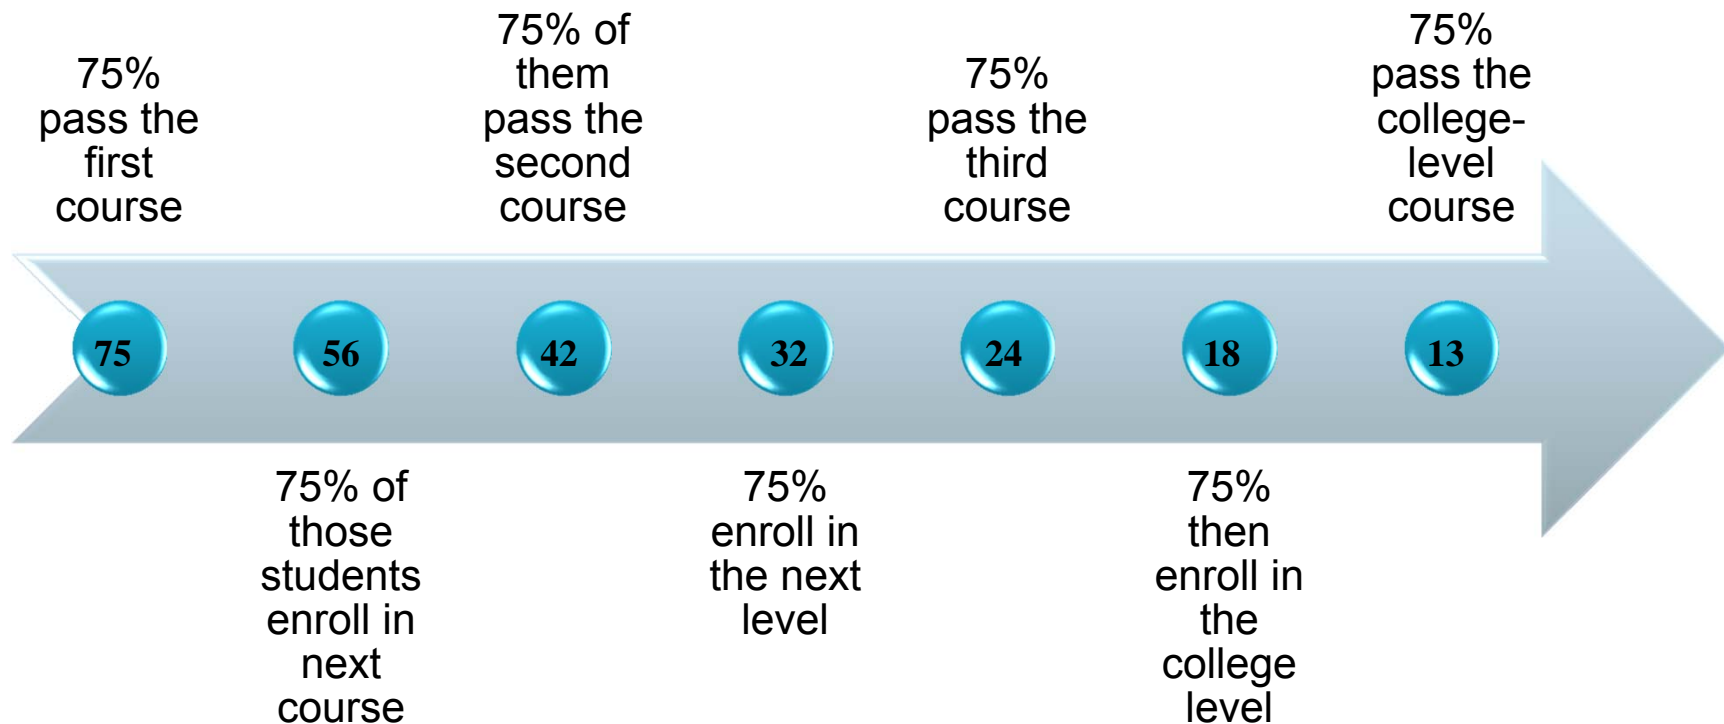 75%
pass the
first
course
75% of
them
pass the
second
course
75%
pass the
third
course
75%
pass the
college-
level
course
75
56
42
32
24
18
13
75% of
those
students
enroll in
next
course
75%
enroll in
the next
level
75%
then
enroll in
the
college
level